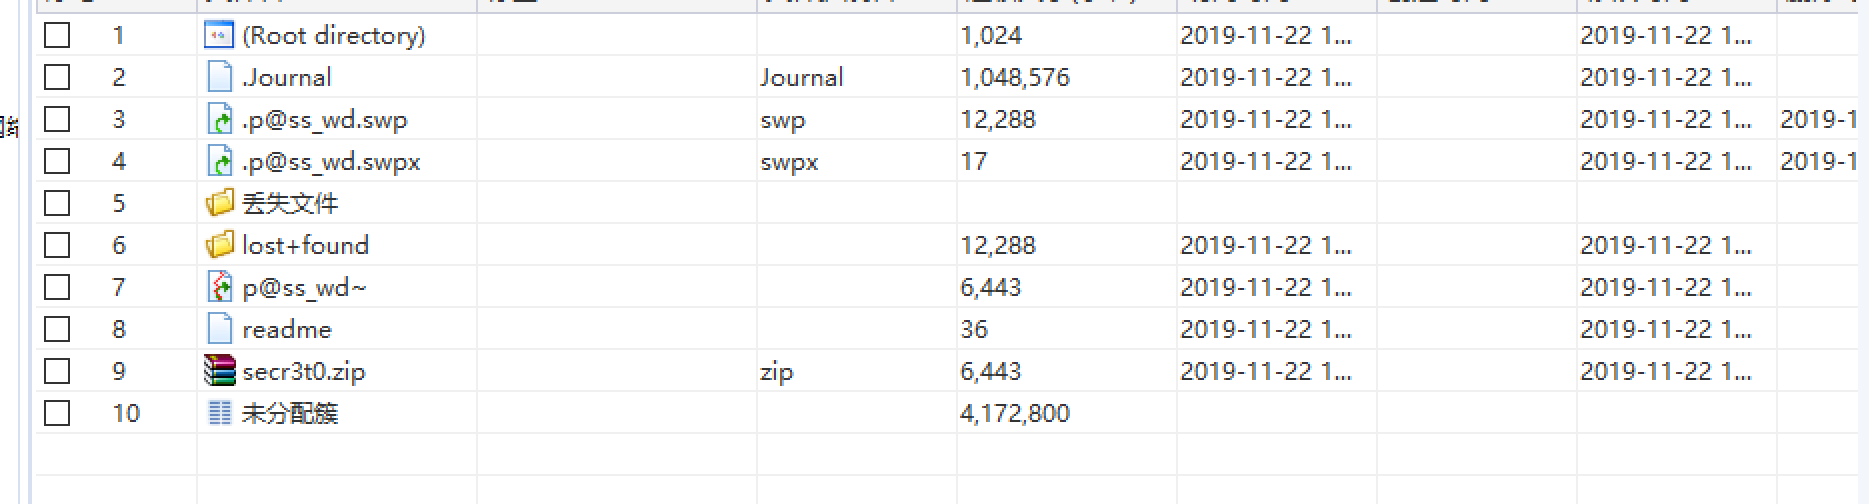 1 (Root directory) 1,024 2019-11-22 1... 2019-11-22 1...
2 .Journal Journal 1,048,576 2019-11-22 1... 2019-11-22 1...
3 .p@ss_wd.swp swp 12,288 2019-11-22 1... 2019-11-22 1... 2019-1
4 .p@ss_wd.swpx swpx 17 2019-11-22 1... 2019-11-22 1... 2019-1
5 丢失文件
6 lost+found 12,288 2019-11-22 1... 2019-11-22 1...
7 p@ss_wd~ 6,443 2019-11-22 1... 2019-11-22 1...
8 readme 36 2019-11-22 1... 2019-11-22 1...
9 secr3t0.zip zip 6,443 2019-11-22 1... 2019-11-22 1...
10 未分配簇 4,172,800